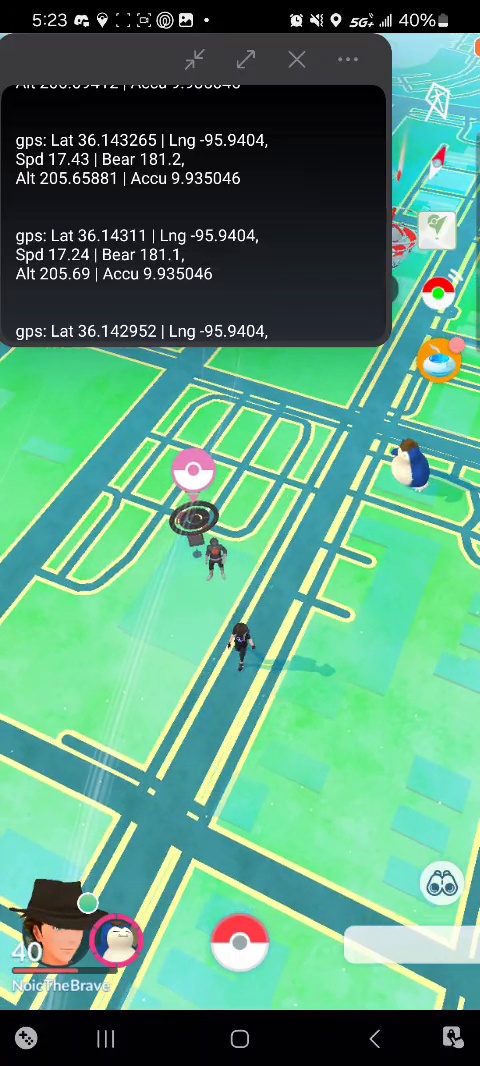 5:23
5G+
40%
Alt 206.09412 | Accu 9.935046
gps: Lat 36.143265 | Lng -95.9404,
Spd 17.43 | Bear 181.2,
Alt 205.65881 | Accu 9.935046
gps: Lat 36.14311 | Lng -95.9404,
Spd 17.24 | Bear 181.1,
Alt 205.69 | Accu 9.935046
gps: Lat 36.142952 | Lng -95.9404,
40
NoicTheBrave